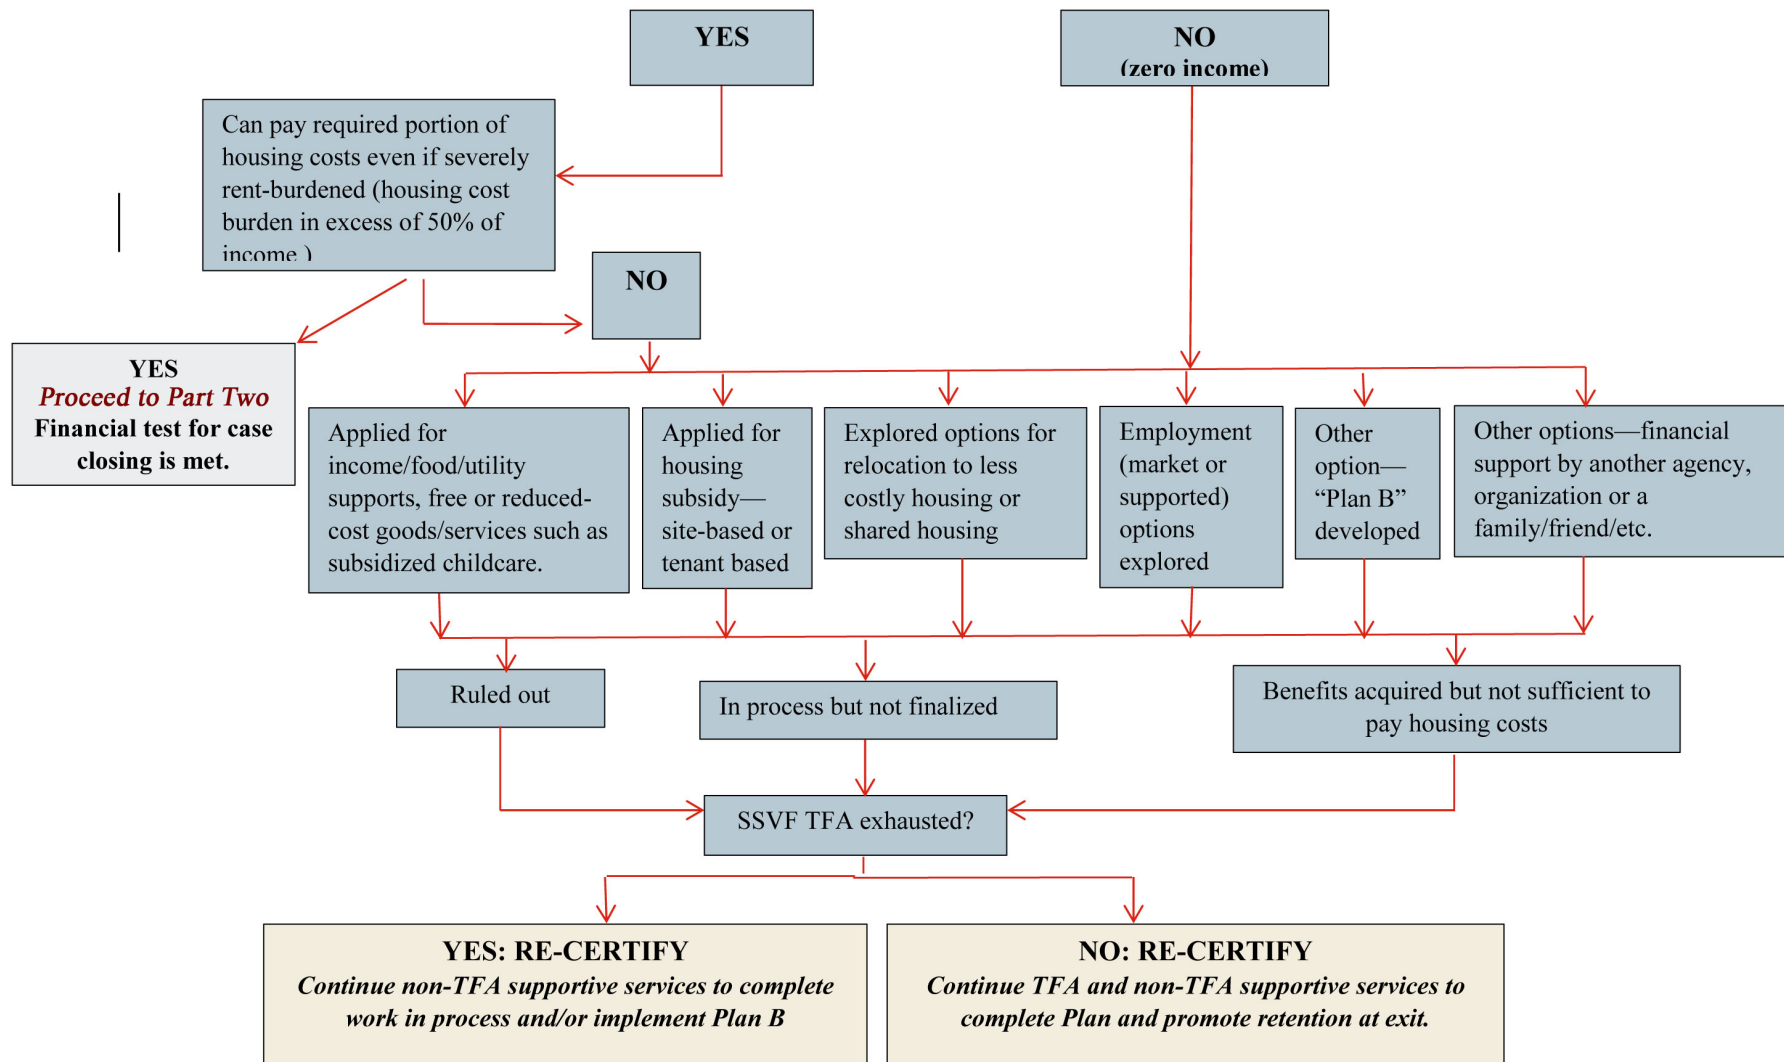 YES
NO
(zero income)
Can pay required portion of
housing costs even if severely
rent-burdened (housing cost
burden in excess of 50% of
income )
NO
YES
Proceed to Part Two
Financial test for case
closing is met.
Applied for
income/food/utility
supports, free or reduced-
cost goods/services such as
subsidized childcare.
Applied for
housing
subsidy—
site-based or
tenant based
Explored options for
relocation to less
costly housing or
shared housing
Employment
(market or
supported)
options
explored
Other
option—
“Plan B”
developed
Other options—financial
support by another agency,
organization or a
family/friend/etc.
Ruled out
In process but not finalized
Benefits acquired but not sufficient to
pay housing costs
SSVF TFA exhausted?
YES: RE-CERTIFY
Continue non-TFA supportive services to complete
work in process and/or implement Plan B
NO: RE-CERTIFY
Continue TFA and non-TFA supportive services to
complete Plan and promote retention at exit.